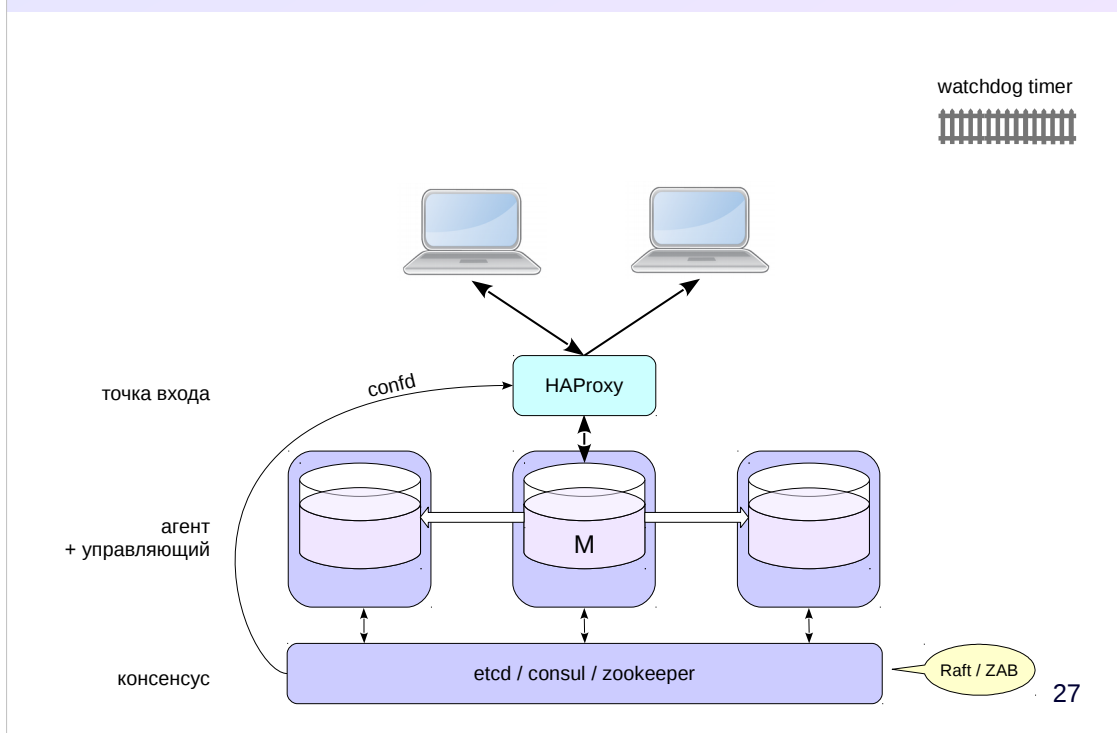 watchdog timer
HAProxy
confd
точка входа
M
агент
+ управляющий
etcd / consul / zookeeper
консенсус
Raft / ZAB
27